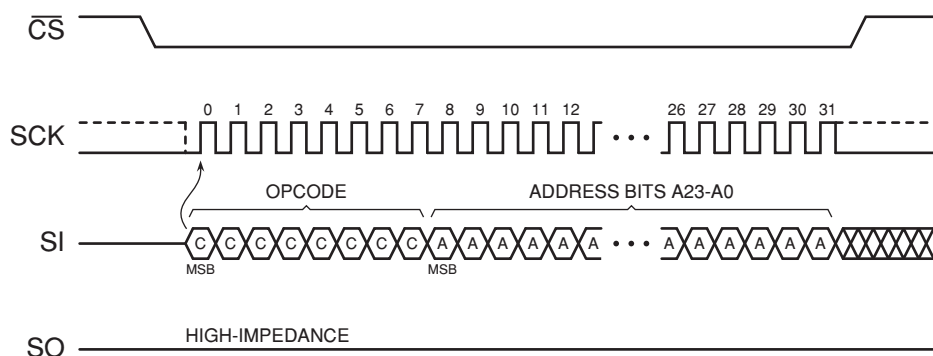 CS
SCK
0 1 2 3 4 5 6 7 8 9 10 11 12 26 27 28 29 30 31
OPCODE
ADDRESS BITS A23-A0
SI
C C C C C C C C A A A A A A A A A A A A
MSB
MSB
SO
HIGH-IMPEDANCE